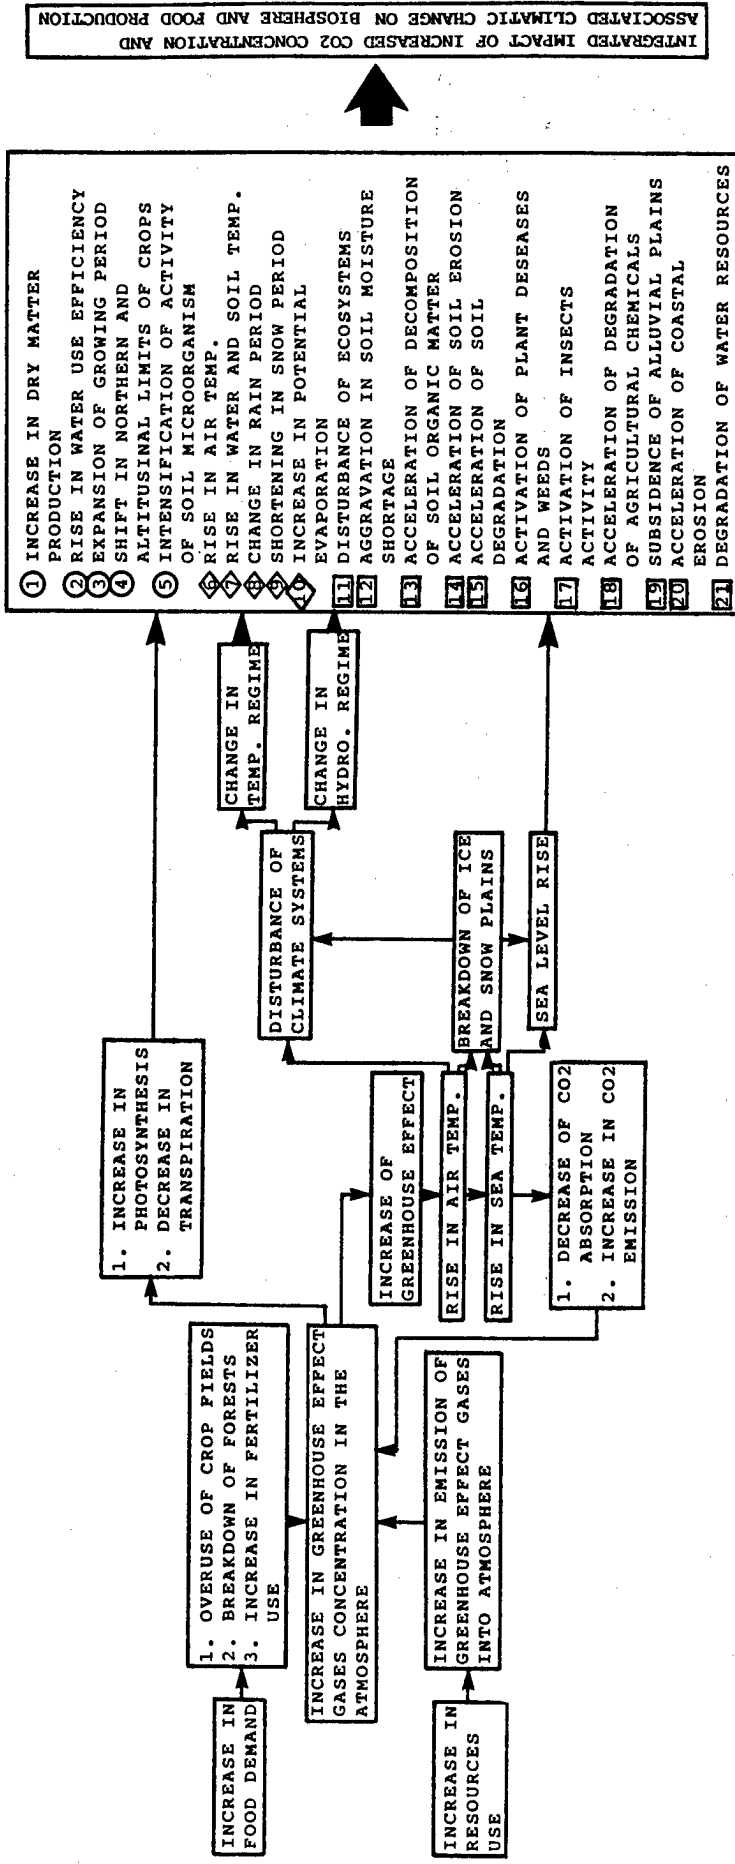 INCREASE IN
FOOD DEMAND
INCREASE IN
RESOURCES
USE
1. OVERUSE OF CROP FIELDS
2. BREAKDOWN OF FORESTS
3. INCREASE IN FERTILIZER
USE
INCREASE IN GREENHOUSE EFFECT
GASES CONCENTRATION IN THE
ATMOSPHERE
INCREASE IN EMISSION OF
GREENHOUSE EFFECT GASES
INTO ATMOSPHERE
1. INCREASE IN
PHOTOSYNTHESIS
2. DECREASE IN
TRANSPIRATION
INCREASE OF
GREENHOUSE EFFECT
RISE IN AIR TEMP.
RISE IN SEA TEMP.
1. DECREASE OF CO2
ABSORPTION
2. INCREASE IN CO2
EMISSION
DISTURBANCE OF
CLIMATE SYSTEMS
BREAKDOWN OF ICE
AND SNOW PLAINS
SEA LEVEL RISE
CHANGE IN
TEMP. REGIME
CHANGE IN
HYDRO. REGIME
1 INCREASE IN DRY MATTER
PRODUCTION
2 RISE IN WATER USE EFFICIENCY
3 EXPANSION OF GROWING PERIOD
4 SHIFT IN NORTHERN AND
ALTITUSINAL LIMITS OF CROPS
5 INTENSIFICATION OF ACTIVITY
OF SOIL MICROORGANISM
6 RISE IN AIR TEMP.
7 RISE IN WATER AND SOIL TEMP.
8 CHANGE IN RAIN PERIOD
9 SHORTENING IN SNOW PERIOD
10 INCREASE IN POTENTIAL
EVAPORATION
11 DISTURBANCE OF ECOSYSTEMS
12 AGGRAVATION IN SOIL MOISTURE
SHORTAGE
13 ACCELERATION OF DECOMPOSITION
OF SOIL ORGANIC MATTER
14 ACCELERATION OF SOIL EROSION
15 ACCELERATION OF SOIL
DEGRADATION
16 ACTIVATION OF PLANT DESEASES
AND WEEDS
17 ACTIVATION OF INSECTS
ACTIVITY
18 ACCELERATION OF DEGRADATION
OF AGRICULTURAL CHEMICALS
19 SUBSIDENCE OF ALLUVIAL PLAINS
20 ACCELERATION OF COASTAL
EROSION
21 DEGRADATION OF WATER RESOURCES
INTEGRATED IMPACT OF INCREASED CO2 CONCENTRATION AND
ASSOCIATED CLIMATIC CHANGE ON BIOSPHERE AND FOOD PRODUCTION